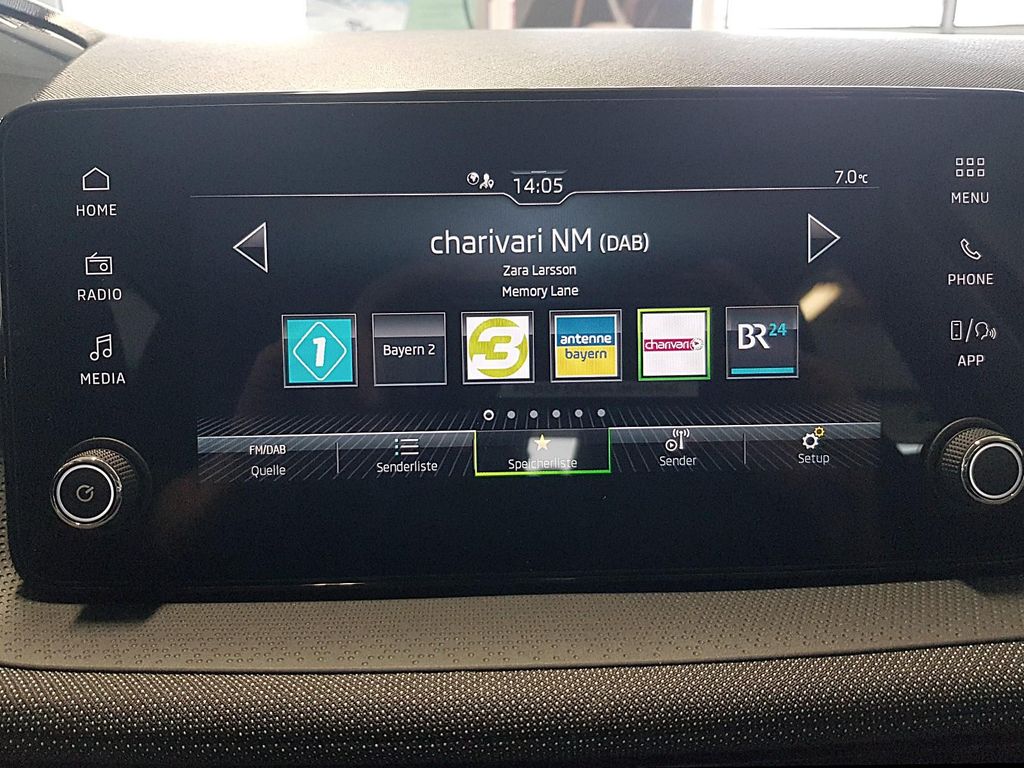 14:05
7.0°C
HOME
RADIO
MEDIA
MENU
PHONE
APP
charivari NM (DAB)
Zara Larsson
Memory Lane
1
Bayern 2
3
antenne
bayern
charivari
BR24
FM/DAB
Quelle
Senderliste
Speicherliste
Sender
Setup